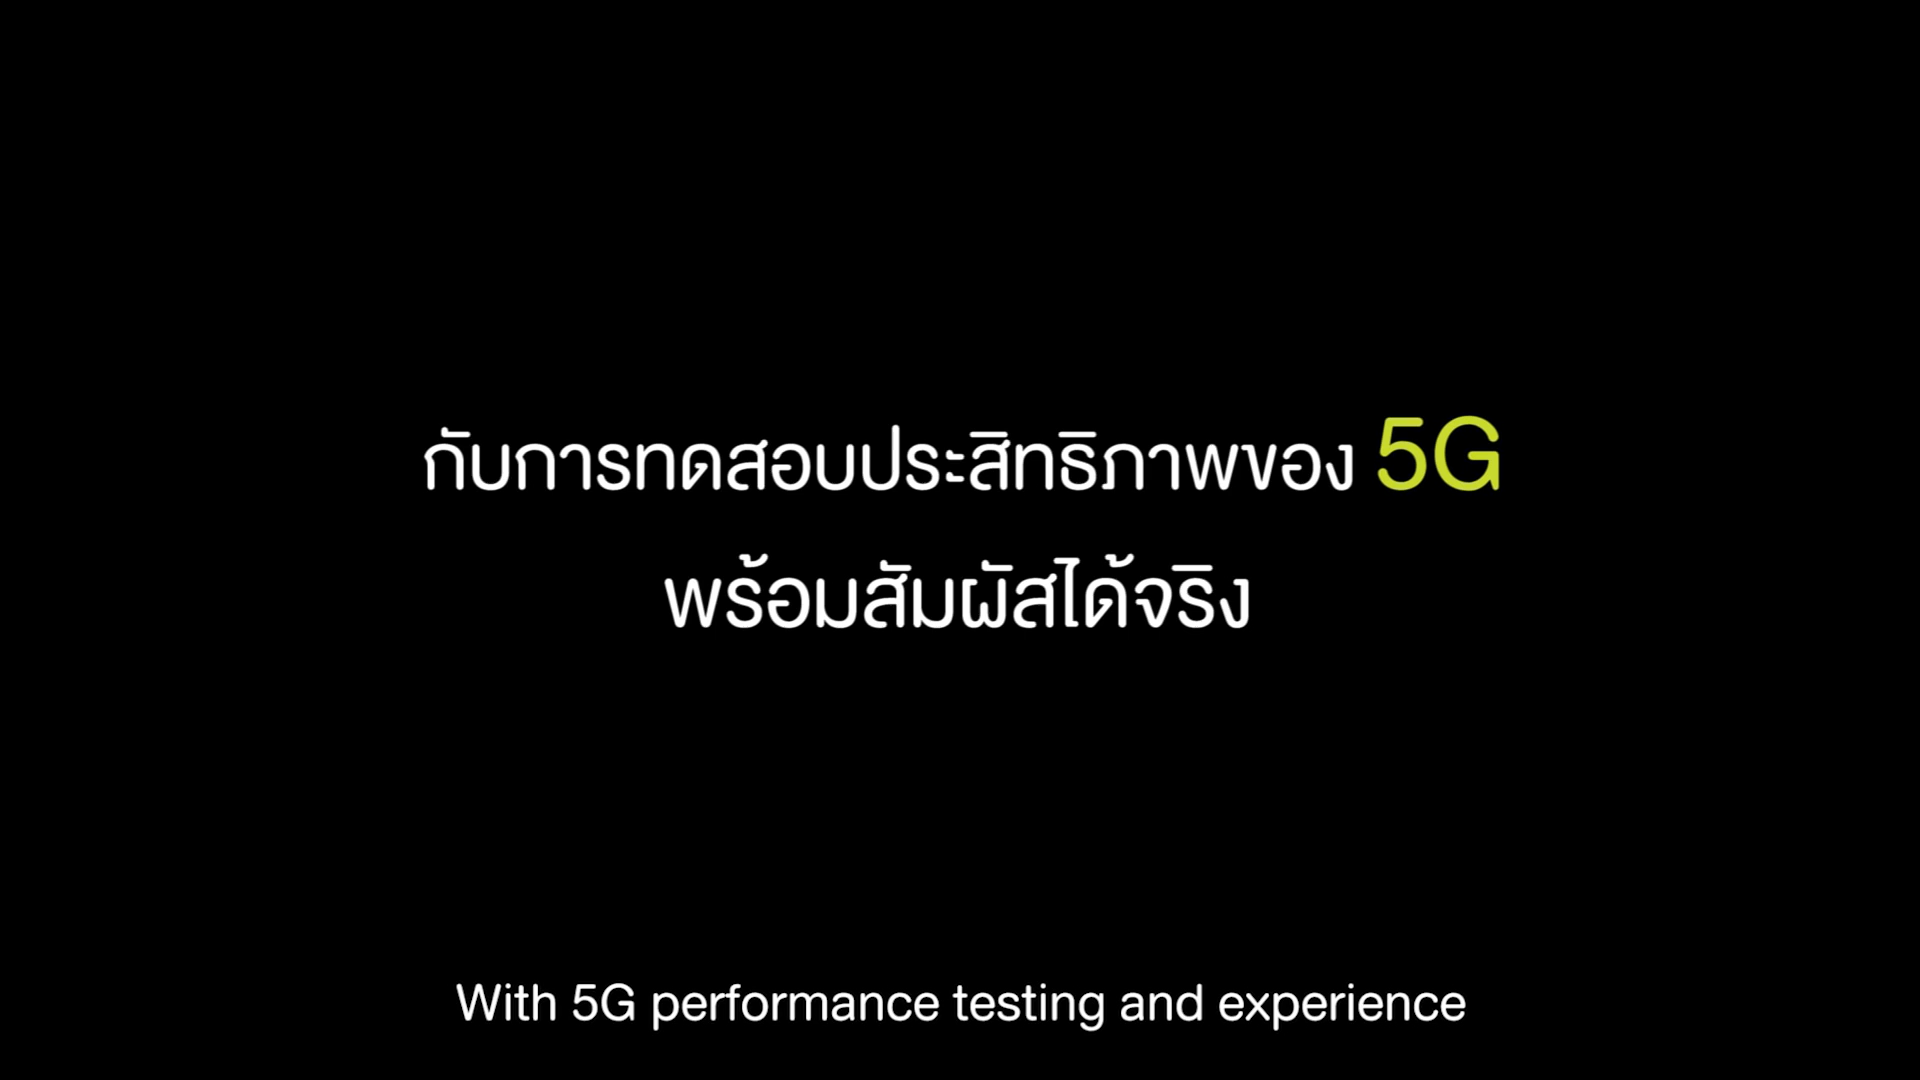 กับการทดสอบประสิทธิภาพของ 5G
พร้อมสัมผัสได้จริง
With 5G performance testing and experience